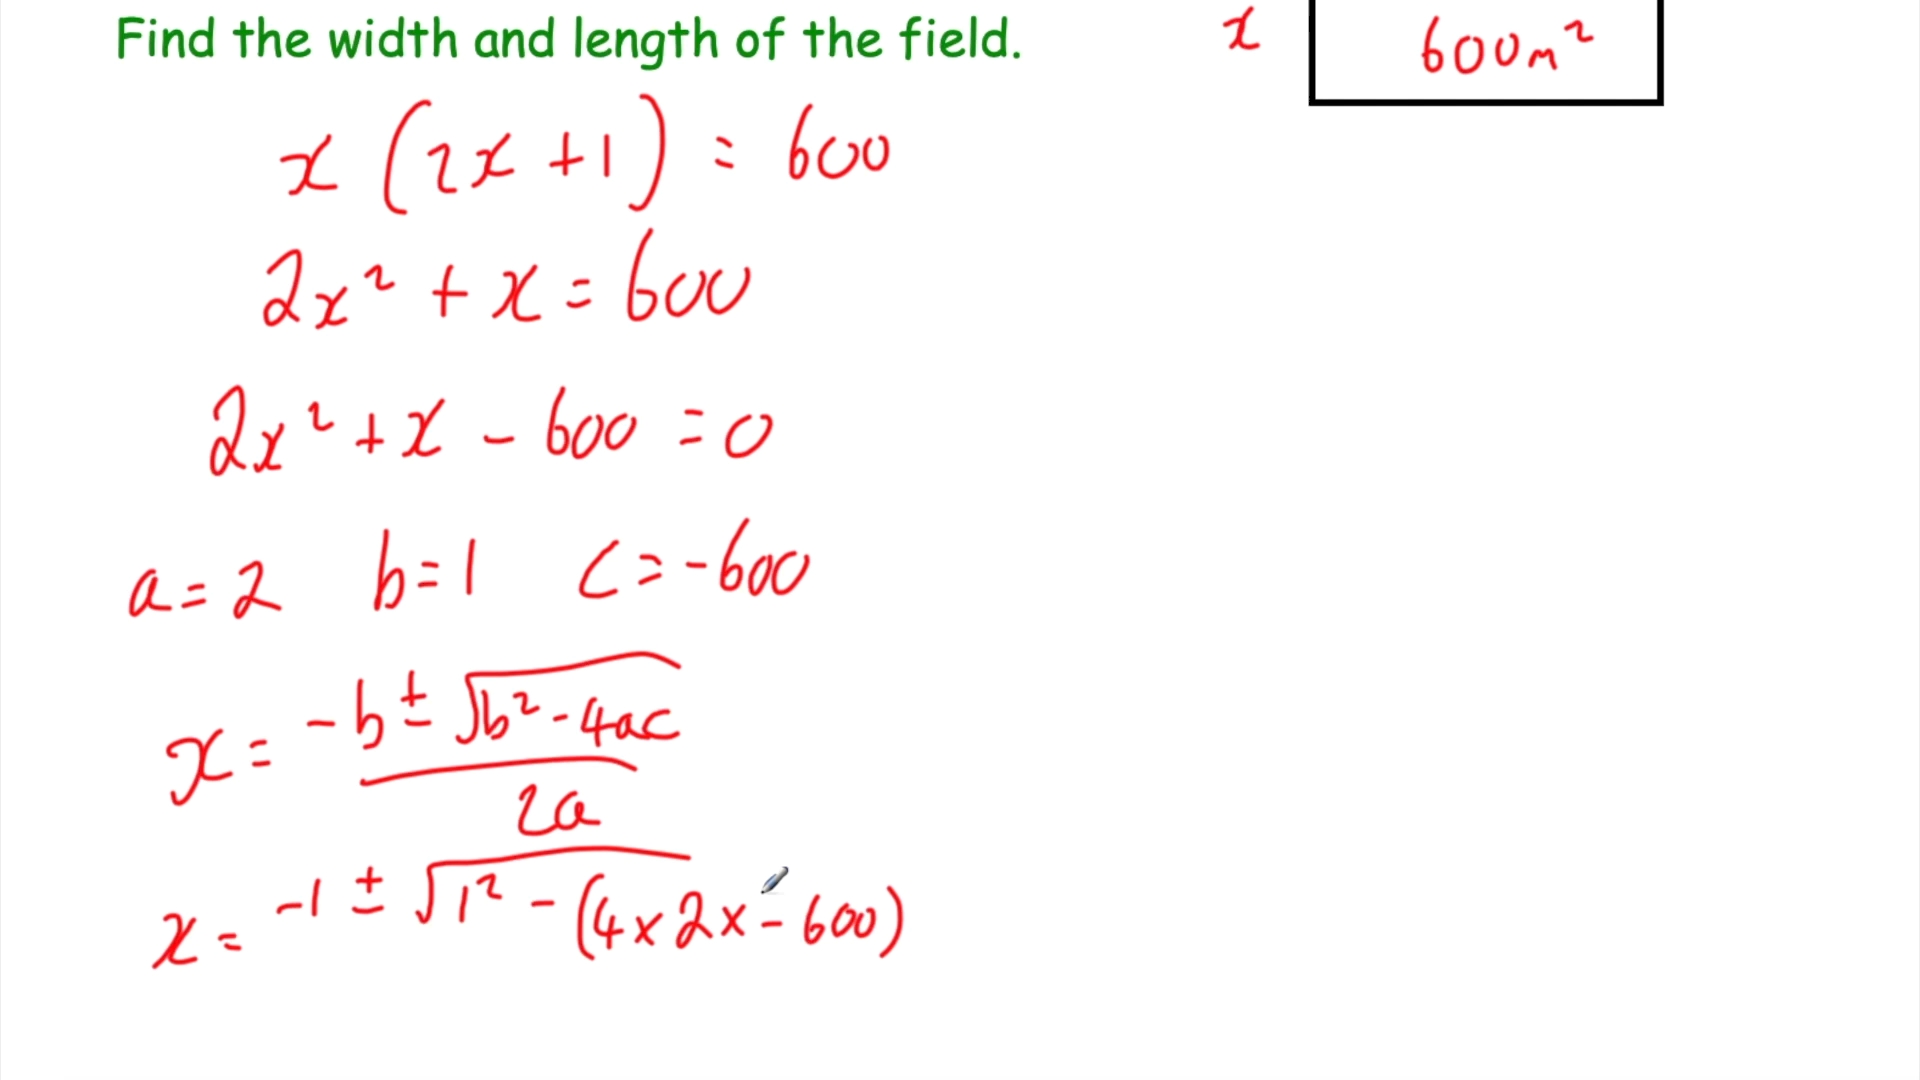 Find the width and length of the field.
x
600m²
x(2x+1) = 600
2x² + x = 600
2x² + x - 600 = 0
a = 2 b = 1 c = -600
x = -b ± √b² - 4ac
2a
x = -1 ± √1² - (4 x 2 x - 600)